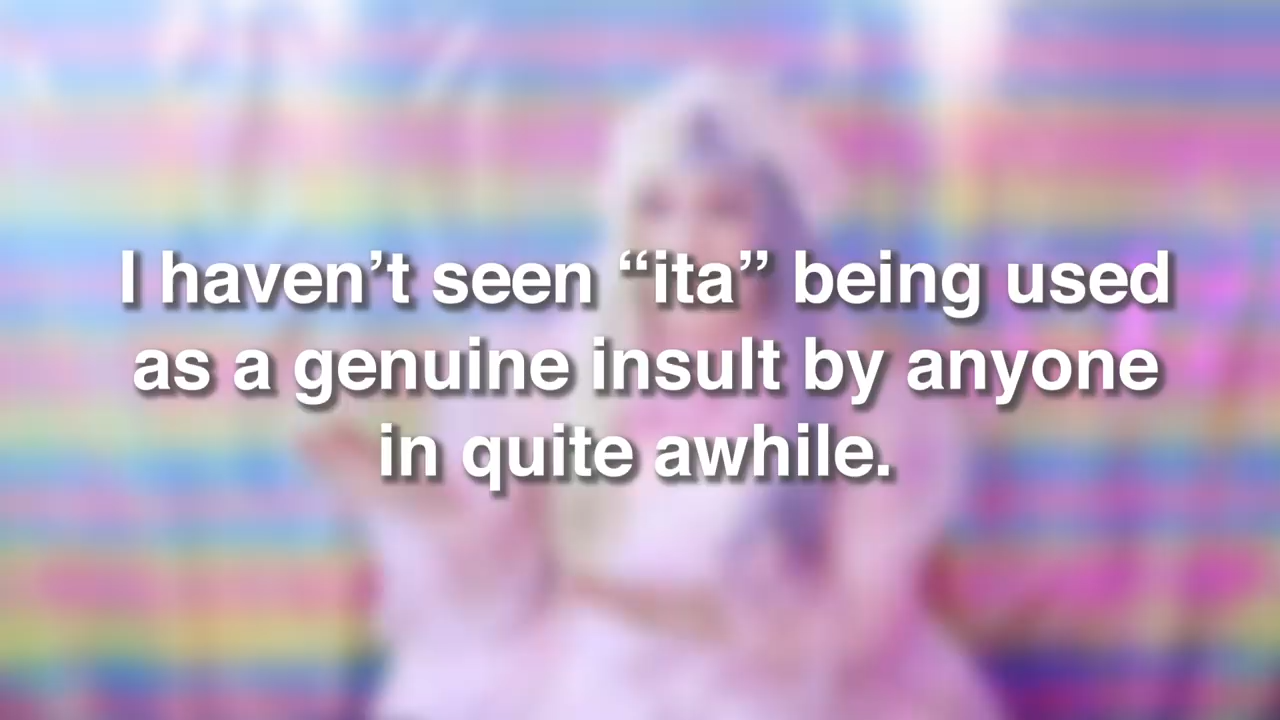 I haven’t seen “ita” being used
as a genuine insult by anyone
in quite awhile.